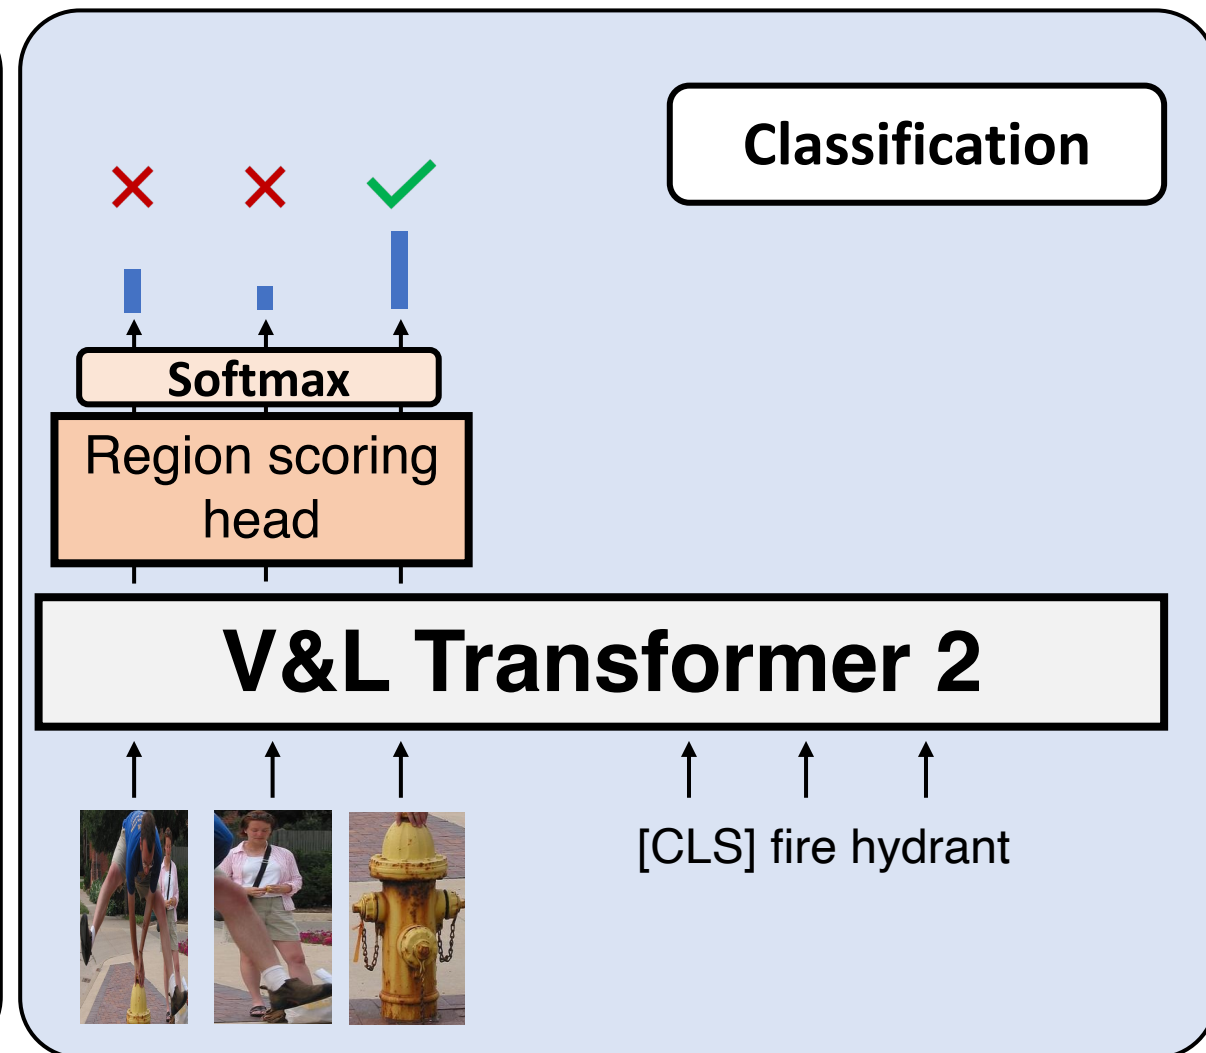 Classification
Softmax
Region scoring
head
V&L Transformer 2
[CLS] fire hydrant